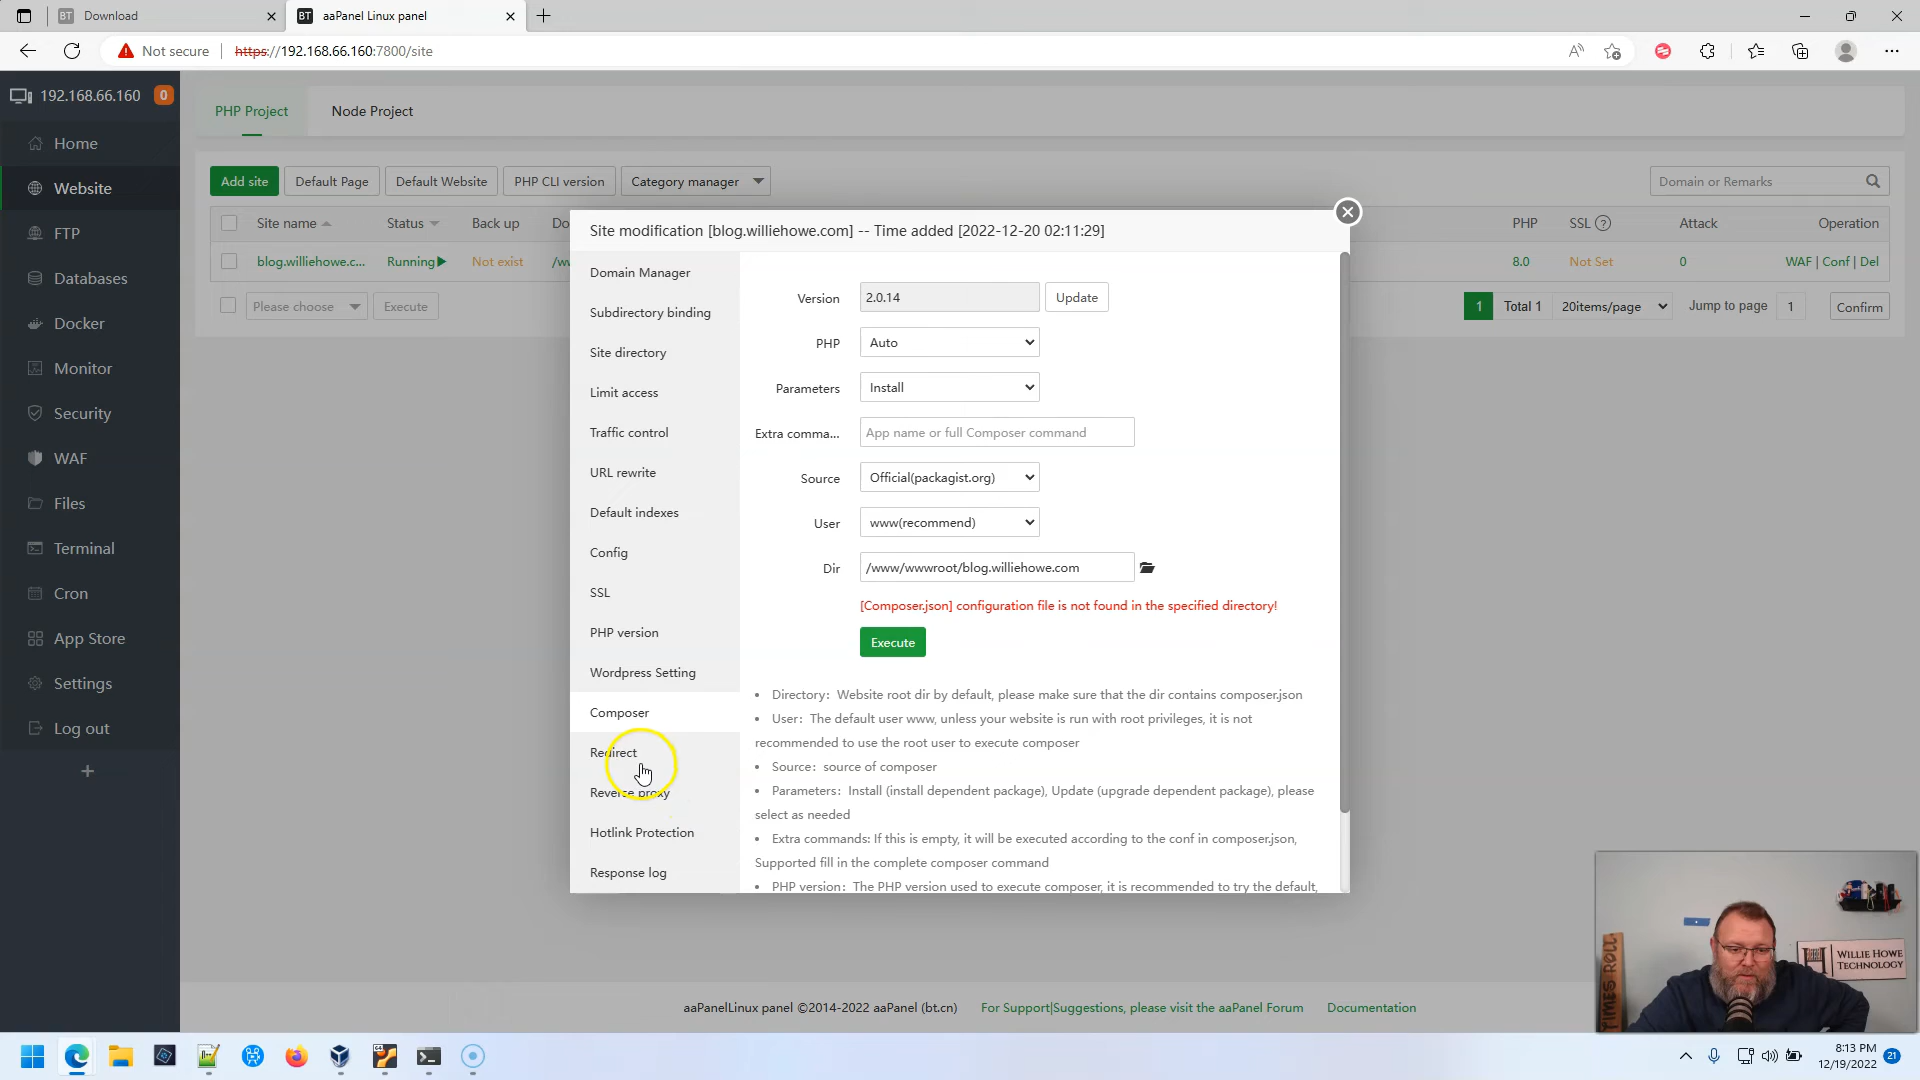 BT Download
BT aaPanel Linux panel
Not secure https://192.168.66.160:7800/site
192.168.66.160 0
Home
Website
FTP
Databases
Docker
Monitor
Security
WAF
Files
Terminal
Cron
App Store
Settings
Log out
PHP Project Node Project
Add site Default Page Default Website PHP CLI version Category manager Domain or Remarks
Site name Status Back up Do PHP SSL Attack Operation
blog.williehowe.c... Running Not exist /w 8.0 Not Set 0 WAF | Conf | Del
Please choose Execute 1 Total 1 20items/page Jump to page 1 Confirm
Site modification [blog.williehowe.com] -- Time added [2022-12-20 02:11:29]
Domain Manager
Subdirectory binding
Site directory
Limit access
Traffic control
URL rewrite
Default indexes
Config
SSL
PHP version
Wordpress Setting
Composer
Redirect
Reverse proxy
Hotlink Protection
Response log
Version 2.0.14 Update
PHP Auto
Parameters Install
Extra comma... App name or full Composer command
Source Official(packagist.org)
User www(recommend)
Dir /www/wwwroot/blog.williehowe.com
[Composer.json] configuration file is not found in the specified directory!
Execute
• Directory: Website root dir by default, please make sure that the dir contains composer.json
• User: The default user www, unless your website is run with root privileges, it is not
recommended to use the root user to execute composer
• Source: source of composer
• Parameters: Install (install dependent package), Update (upgrade dependent package), please
select as needed
• Extra commands: If this is empty, it will be executed according to the conf in composer.json,
Supported fill in the complete composer command
• PHP version: The PHP version used to execute composer, it is recommended to try the default,
aaPanelLinux panel ©2014-2022 aaPanel (bt.cn) For Support|Suggestions, please visit the aaPanel Forum Documentation
TIMES ROLL
WILLIE HOWE
TECHNOLOGY
8:13 PM
12/19/2022
21